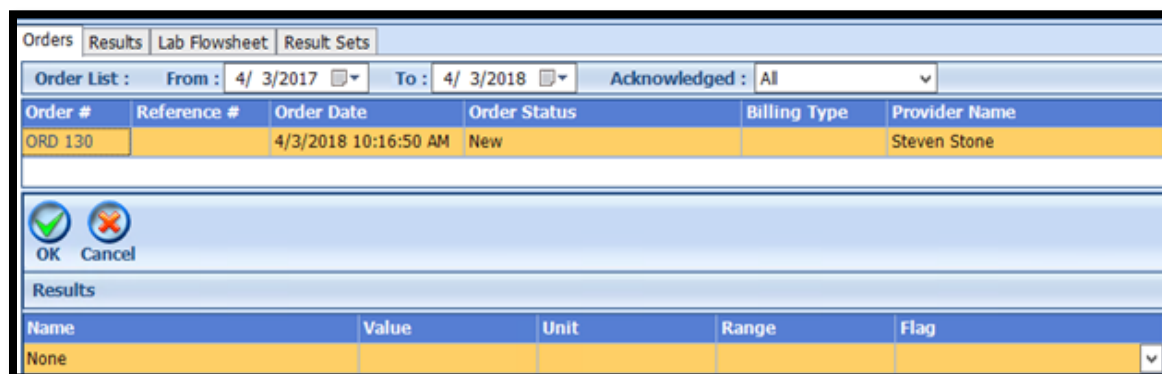 Orders Results Lab Flowsheet Result Sets
Order List : From : 4/ 3/2017 To : 4/ 3/2018 Acknowledged : All
Order # Reference # Order Date Order Status Billing Type Provider Name
ORD 130 4/3/2018 10:16:50 AM New Steven Stone
OK Cancel
Results
Name Value Unit Range Flag
None